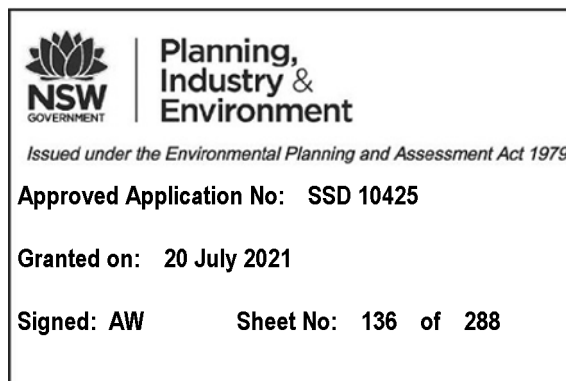 NSW
GOVERNMENT
Planning,
Industry &
Environment
Issued under the Environmental Planning and Assessment Act 1979
Approved Application No: SSD 10425
Granted on: 20 July 2021
Signed: AW Sheet No: 136 of 288